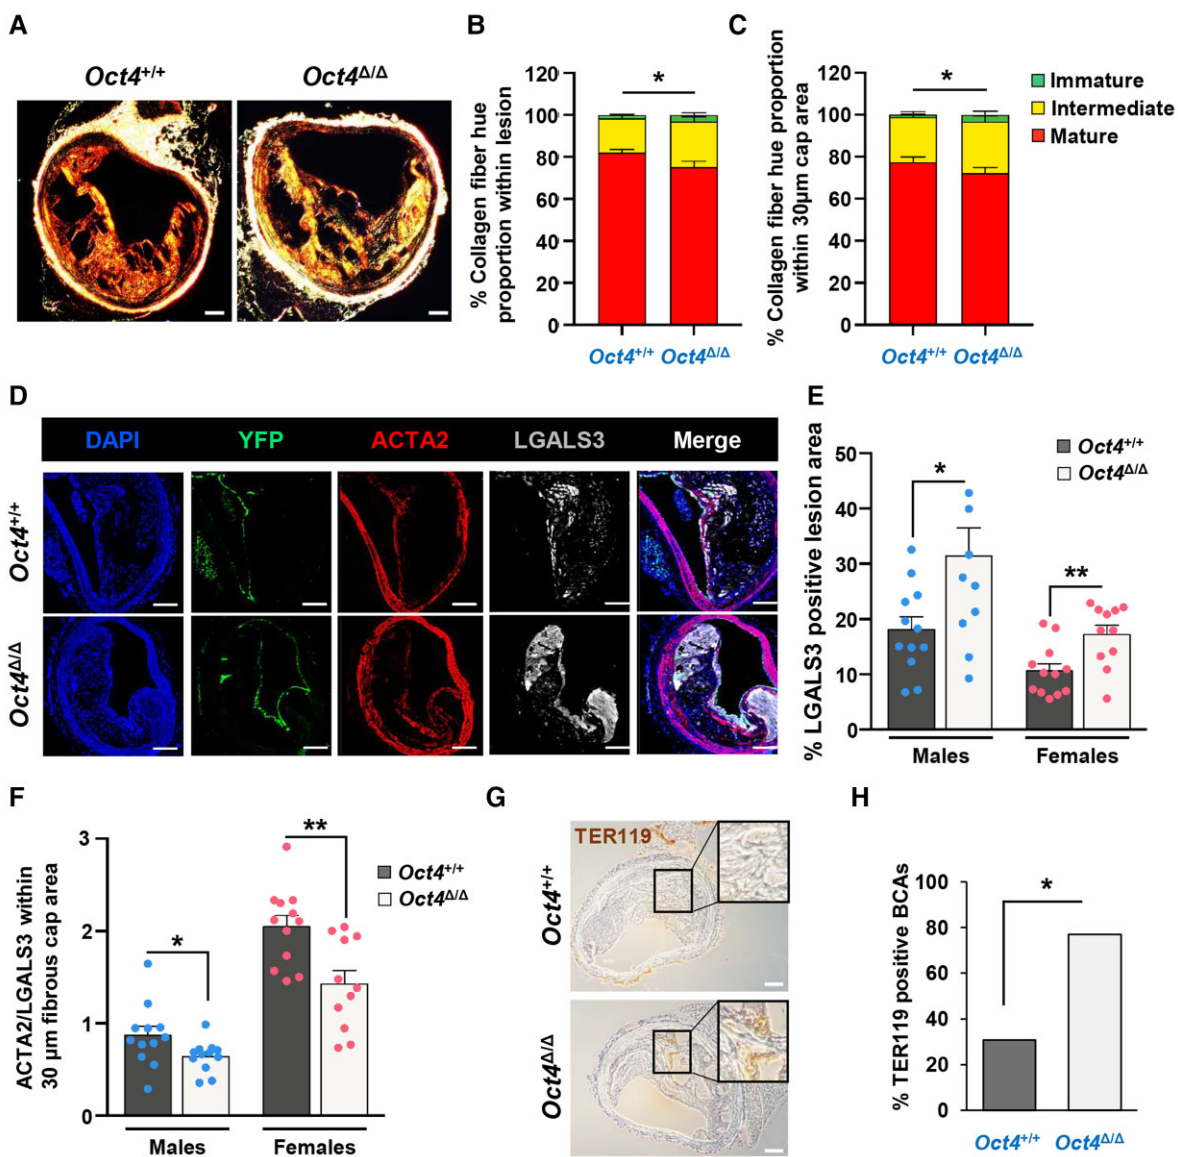 A
Oct4+/+
Oct4Δ/Δ
B
% Collagen fiber hue
proportion within lesion
120
100
80
60
40
20
0
*
Oct4+/+ Oct4Δ/Δ
C
% Collagen fiber hue proportion
within 30μm cap area
120
100
80
60
40
20
0
*
Oct4+/+ Oct4Δ/Δ
Immature
Intermediate
Mature
D
DAPI YFP ACTA2 LGALS3 Merge
Oct4+/+
Oct4Δ/Δ
E
% LGALS3 positive lesion area
50
40
30
20
10
0
*
**
Oct4+/+
Oct4Δ/Δ
Males Females
F
ACTA2/LGALS3 within
30 μm fibrous cap area
3
2
1
0
*
**
Oct4+/+
Oct4Δ/Δ
Males Females
G
TER119
Oct4+/+
Oct4Δ/Δ
H
% TER119 positive BCAs
100
80
60
40
20
0
*
Oct4+/+ Oct4Δ/Δ